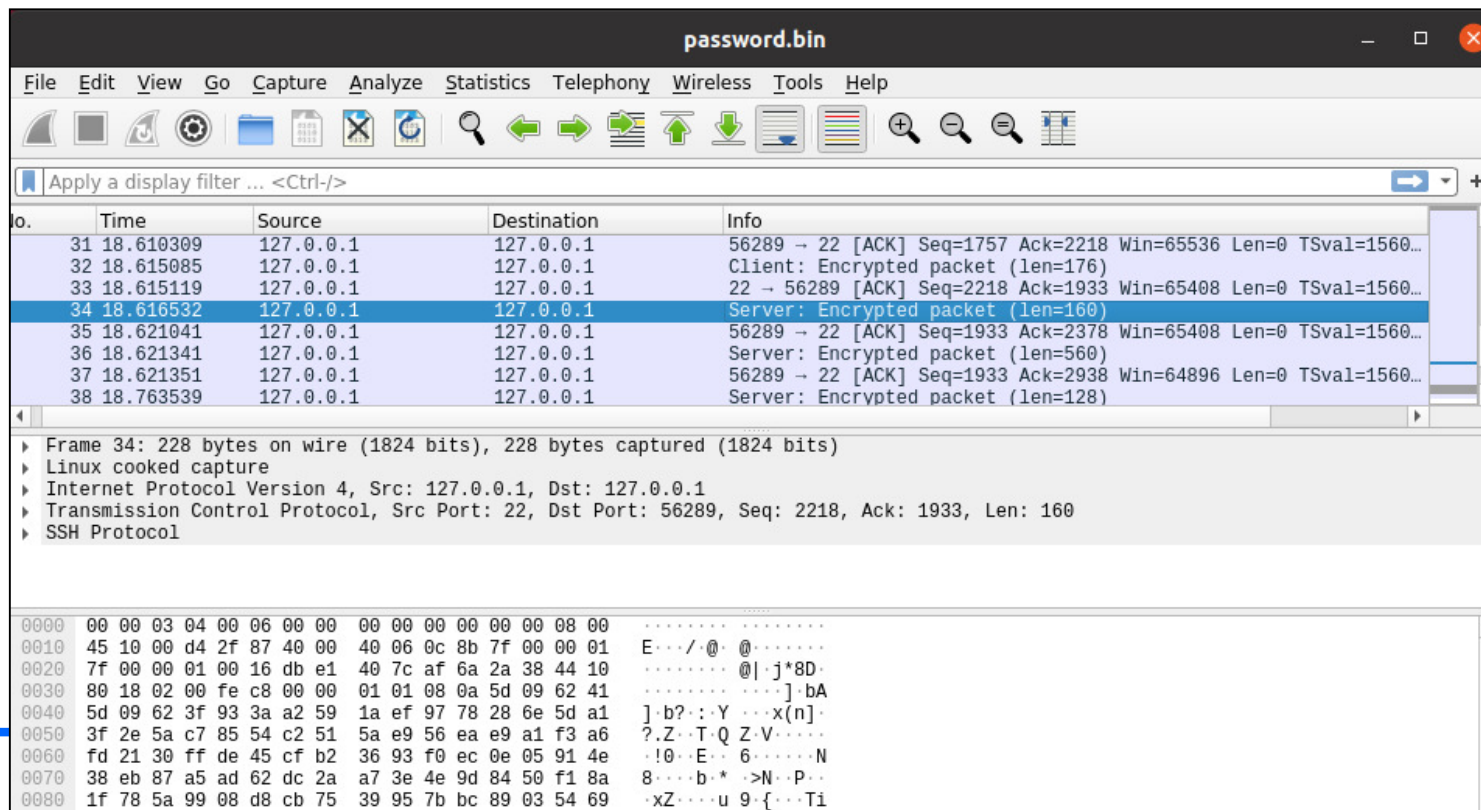 password.bin
File Edit View Go Capture Analyze Statistics Telephony Wireless Tools Help
Apply a display filter ... <Ctrl-/>
No. Time Source Destination Info
31 18.610309 127.0.0.1 127.0.0.1 56289 → 22 [ACK] Seq=1757 Ack=2218 Win=65536 Len=0 TSval=1560…
32 18.615085 127.0.0.1 127.0.0.1 Client: Encrypted packet (len=176)
33 18.615119 127.0.0.1 127.0.0.1 22 → 56289 [ACK] Seq=2218 Ack=1933 Win=65408 Len=0 TSval=1560…
34 18.616532 127.0.0.1 127.0.0.1 Server: Encrypted packet (len=160)
35 18.621041 127.0.0.1 127.0.0.1 56289 → 22 [ACK] Seq=1933 Ack=2378 Win=65408 Len=0 TSval=1560…
36 18.621341 127.0.0.1 127.0.0.1 Server: Encrypted packet (len=560)
37 18.621351 127.0.0.1 127.0.0.1 56289 → 22 [ACK] Seq=1933 Ack=2938 Win=64896 Len=0 TSval=1560…
38 18.763539 127.0.0.1 127.0.0.1 Server: Encrypted packet (len=128)
Frame 34: 228 bytes on wire (1824 bits), 228 bytes captured (1824 bits)
Linux cooked capture
Internet Protocol Version 4, Src: 127.0.0.1, Dst: 127.0.0.1
Transmission Control Protocol, Src Port: 22, Dst Port: 56289, Seq: 2218, Ack: 1933, Len: 160
SSH Protocol
0000 00 00 03 04 00 06 00 00 00 00 00 00 00 00 08 00 ········ ········
0010 45 10 00 d4 2f 87 40 00 40 06 0c 8b 7f 00 00 01 E···/·@· @·······
0020 7f 00 00 01 00 16 db e1 40 7c af 6a 2a 38 44 10 ········ @|·j*8D·
0030 80 18 02 00 fe c8 00 00 01 01 08 0a 5d 09 62 41 ········ ····]·bA
0040 5d 09 62 3f 93 3a a2 59 1a ef 97 78 28 6e 5d a1 ]·b?·:·Y ···x(n]·
0050 3f 2e 5a c7 85 54 c2 51 5a e9 56 ea e9 a1 f3 a6 ?.Z··T·Q Z·V·····
0060 fd 21 30 ff de 45 cf b2 36 93 f0 ec 0e 05 91 4e ·!0··E·· 6······N
0070 38 eb 87 a5 ad 62 dc 2a a7 3e 4e 9d 84 50 f1 8a 8····b·* ·>N··P··
0080 1f 78 5a 99 08 d8 cb 75 39 95 7b bc 89 03 54 69 ·xZ····u 9·{···Ti